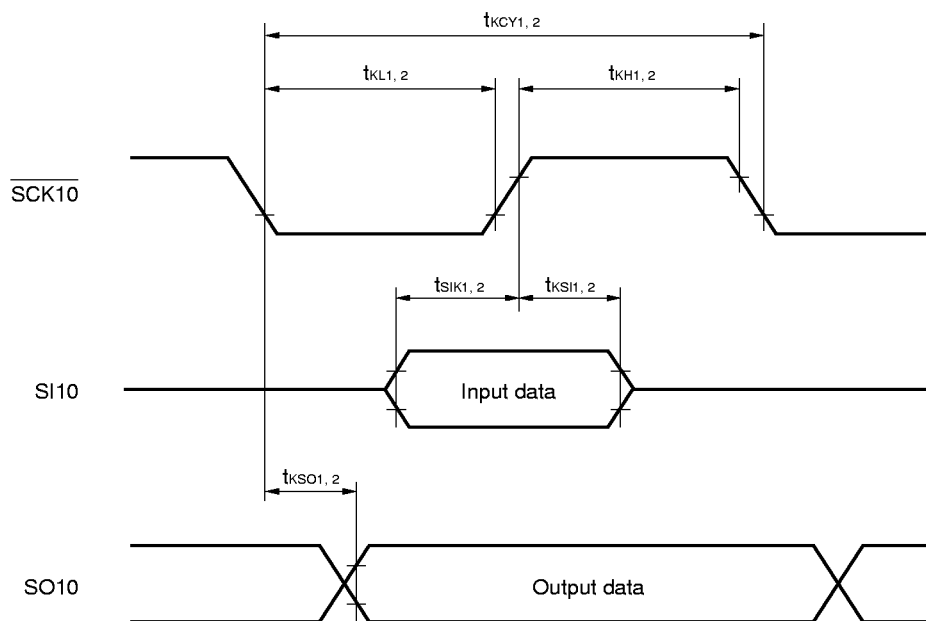 tKCY1, 2
tKL1, 2
tKH1, 2
SCK10
tSIK1, 2
tKSI1, 2
SI10
Input data
tKSO1, 2
SO10
Output data